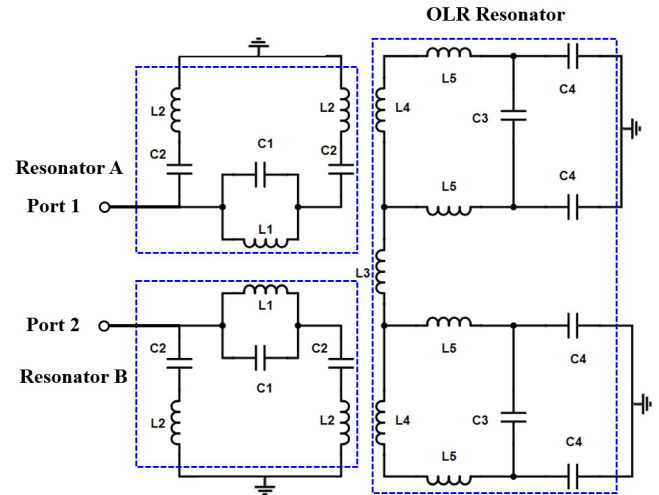 OLR Resonator
L5
C4
L2
L2
L4
C3
C1
C2
C2
Resonator A
C4
L5
Port 1
L1
L3
L1
Port 2
C2
C2
L5
C4
Resonator B
C1
L2
L2
L4
C3
C4
L5